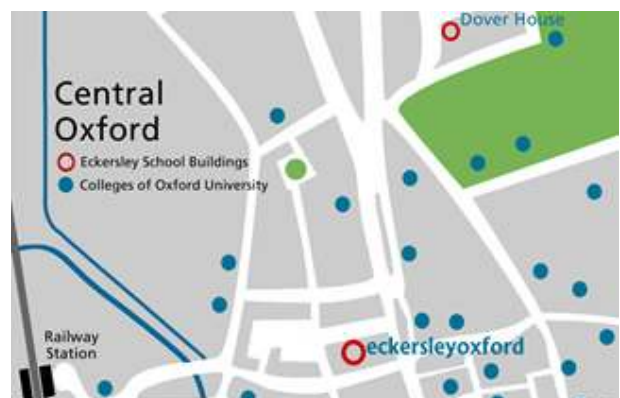 Dover House
Central
Oxford
Eckersley School Buildings
Colleges of Oxford University
Railway
Station
eckersleyoxford